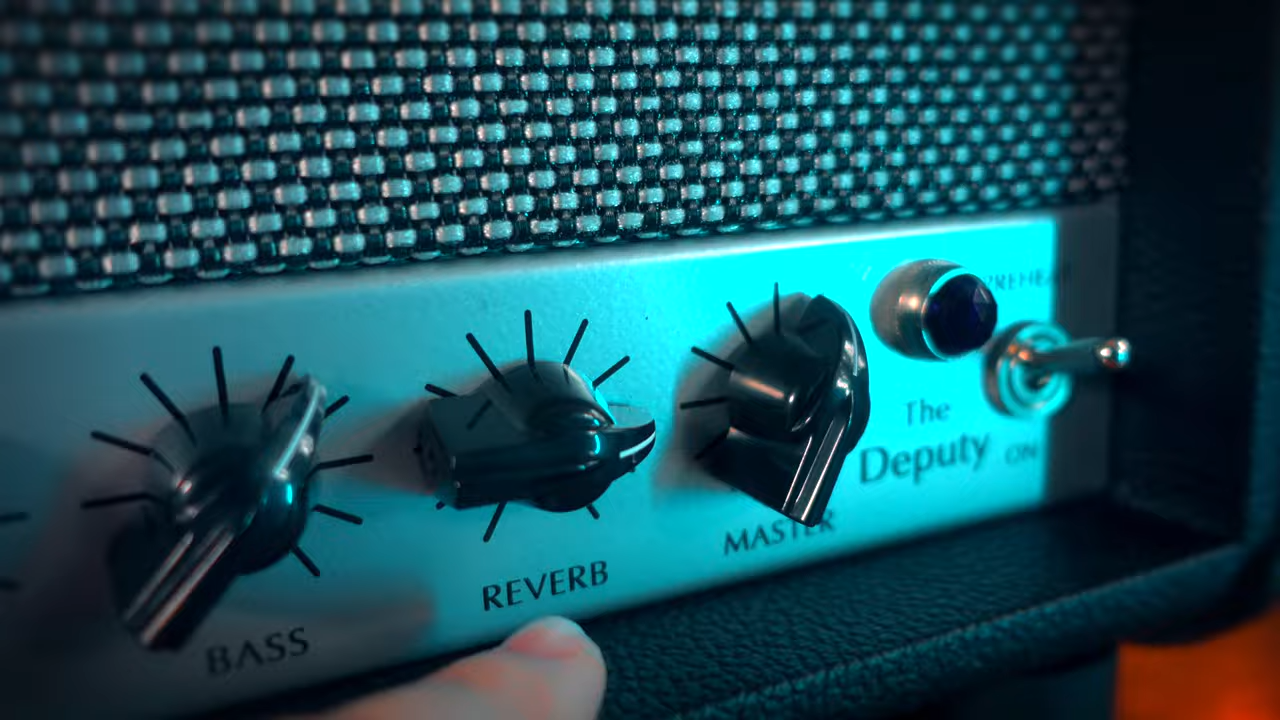 BASS
REVERB
MASTER
The
Deputy
ON